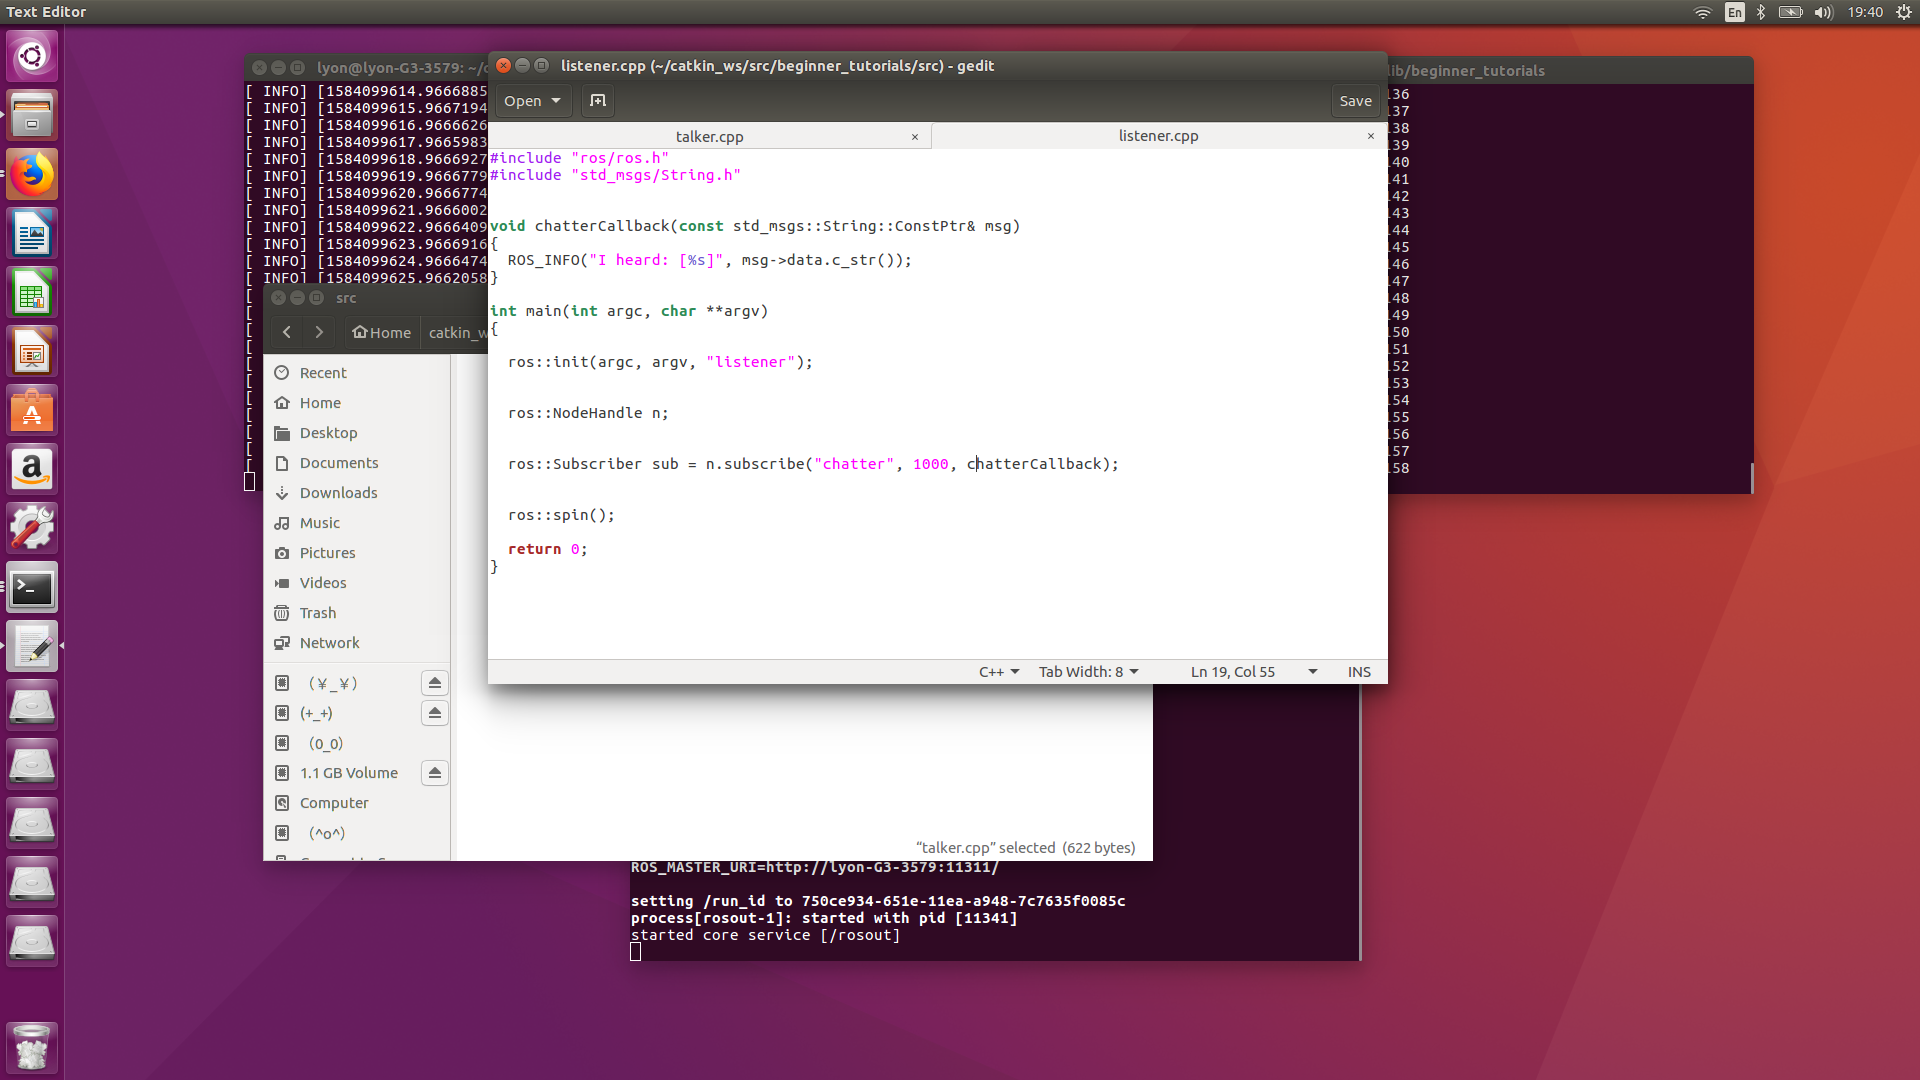 Text Editor
En
19:40
lyon@lyon-G3-3579: ~/c
[ INFO] [1584099614.9666885
[ INFO] [1584099615.9667194
[ INFO] [1584099616.9666626
[ INFO] [1584099617.9665983
[ INFO] [1584099618.9666927
[ INFO] [1584099619.9666779
[ INFO] [1584099620.9666774
[ INFO] [1584099621.9666002
[ INFO] [1584099622.9666409
[ INFO] [1584099623.9666916
[ INFO] [1584099624.9666474
[ INFO] [1584099625.9662058
[
[
[
[
[
[
[
[
[
[
[
listener.cpp (~/catkin_ws/src/beginner_tutorials/src) - gedit
Open
Save
talker.cpp
listener.cpp
#include "ros/ros.h"
#include "std_msgs/String.h"
void chatterCallback(const std_msgs::String::ConstPtr& msg)
{
ROS_INFO("I heard: [%s]", msg->data.c_str());
}
int main(int argc, char **argv)
{
ros::init(argc, argv, "listener");
ros::NodeHandle n;
ros::Subscriber sub = n.subscribe("chatter", 1000, chatterCallback);
ros::spin();
return 0;
}
C++
Tab Width: 8
Ln 19, Col 55
INS
lib/beginner_tutorials
136
137
138
139
140
141
142
143
144
145
146
147
148
149
150
151
152
153
154
155
156
157
158
src
Home
catkin_w
Recent
Home
Desktop
Documents
Downloads
Music
Pictures
Videos
Trash
Network
（￥_￥）
(+_+)
（0_0）
1.1 GB Volume
Computer
（^o^）
“talker.cpp” selected (622 bytes)
ROS_MASTER_URI=http://lyon-G3-3579:11311/
setting /run_id to 750ce934-651e-11ea-a948-7c7635f0085c
process[rosout-1]: started with pid [11341]
started core service [/rosout]